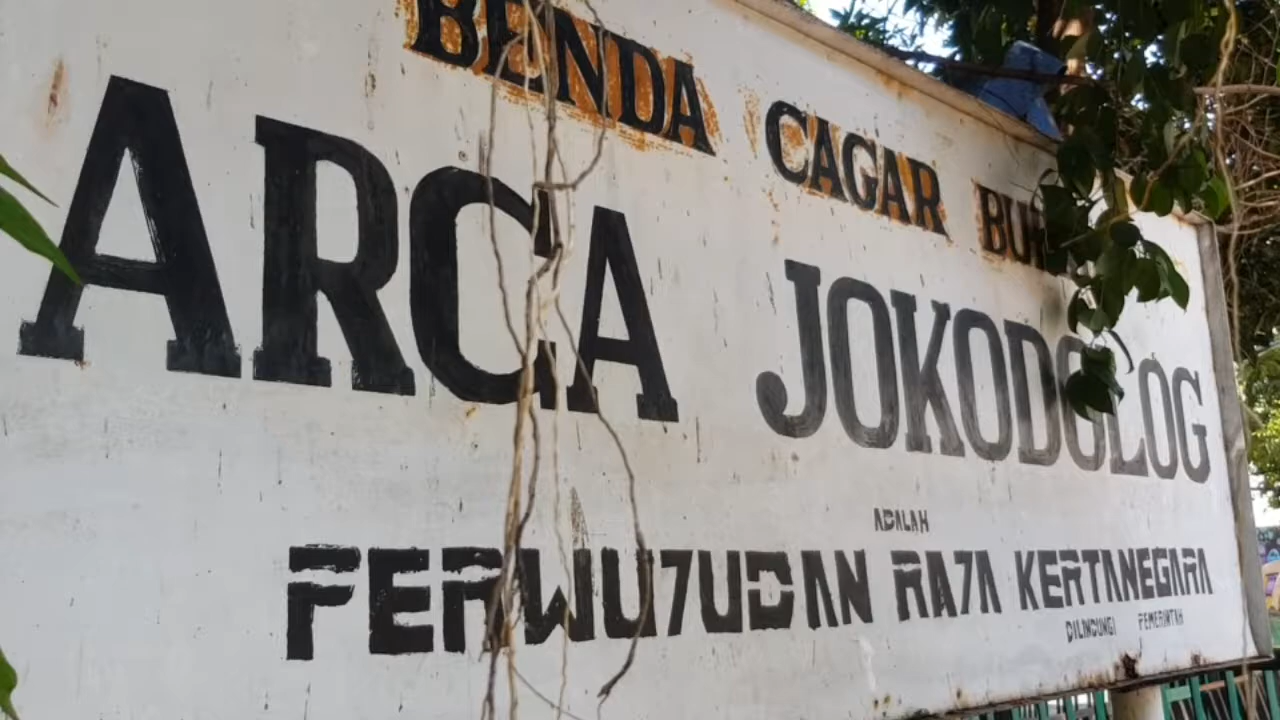 BENDA CAGAR
ARCA JOKODOLOG
ADALAH
PERWUJUDAN RAJA KERTANEGARA
DILINDUNGI PEMERINTAH